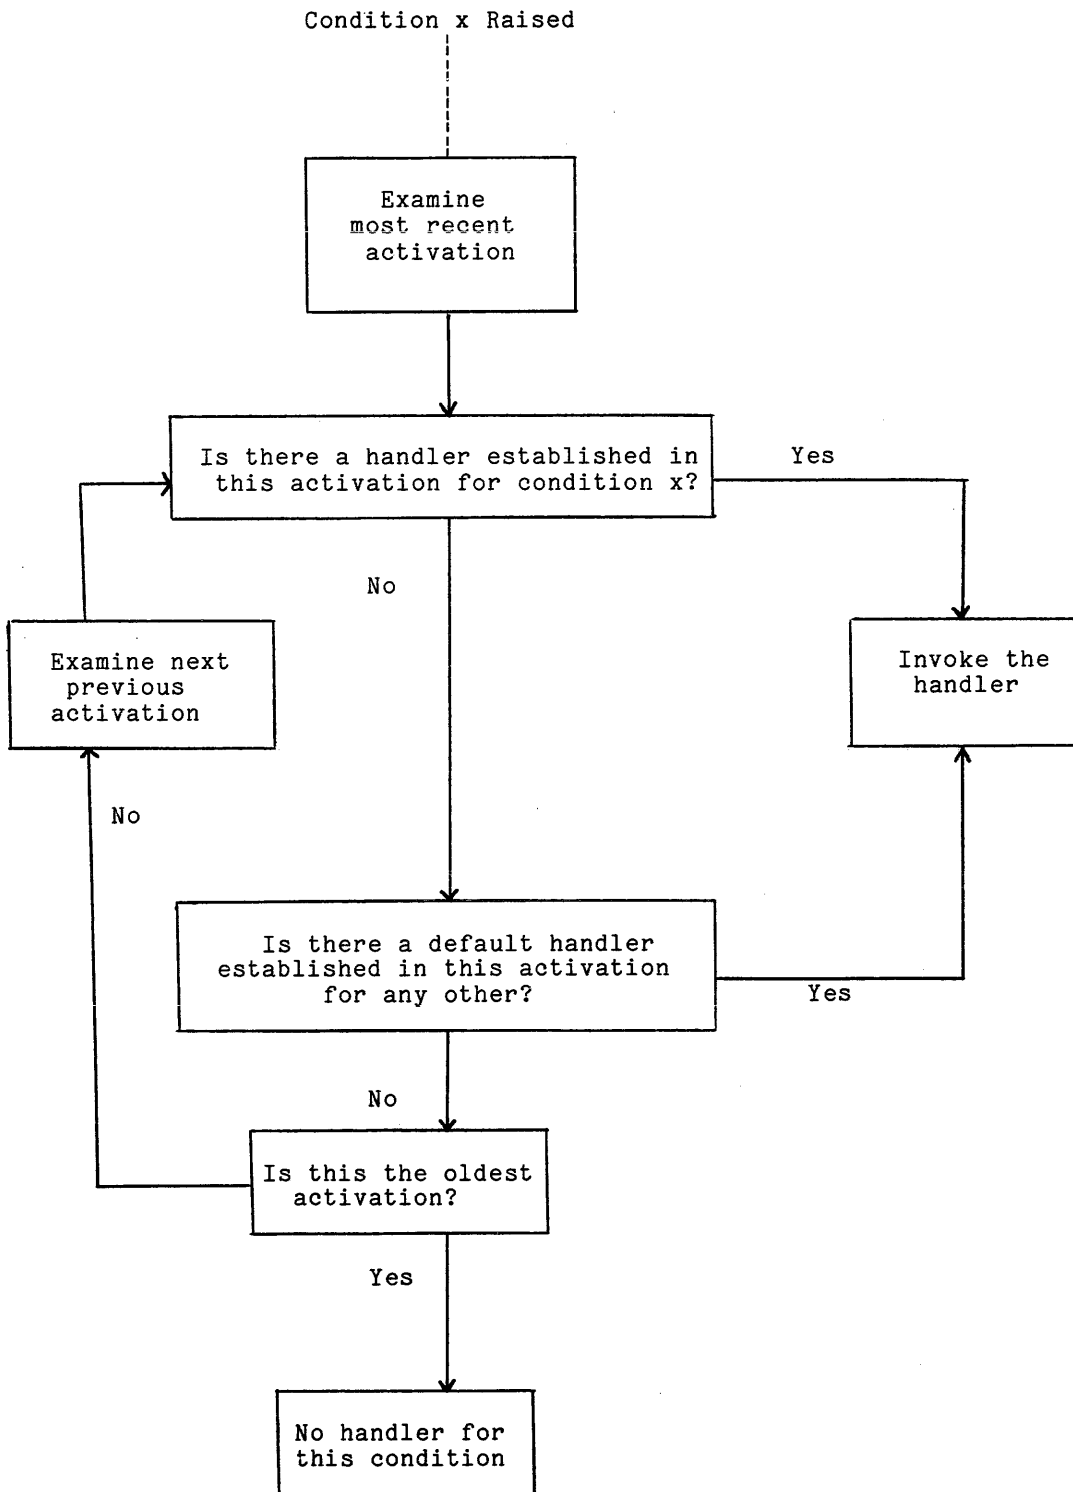 Condition x Raised
Examine
most recent
activation
Is there a handler established in
this activation for condition x?
Yes
No
Examine next
previous
activation
Invoke the
handler
No
Is there a default handler
established in this activation
for any other?
Yes
No
Is this the oldest
activation?
Yes
No handler for
this condition